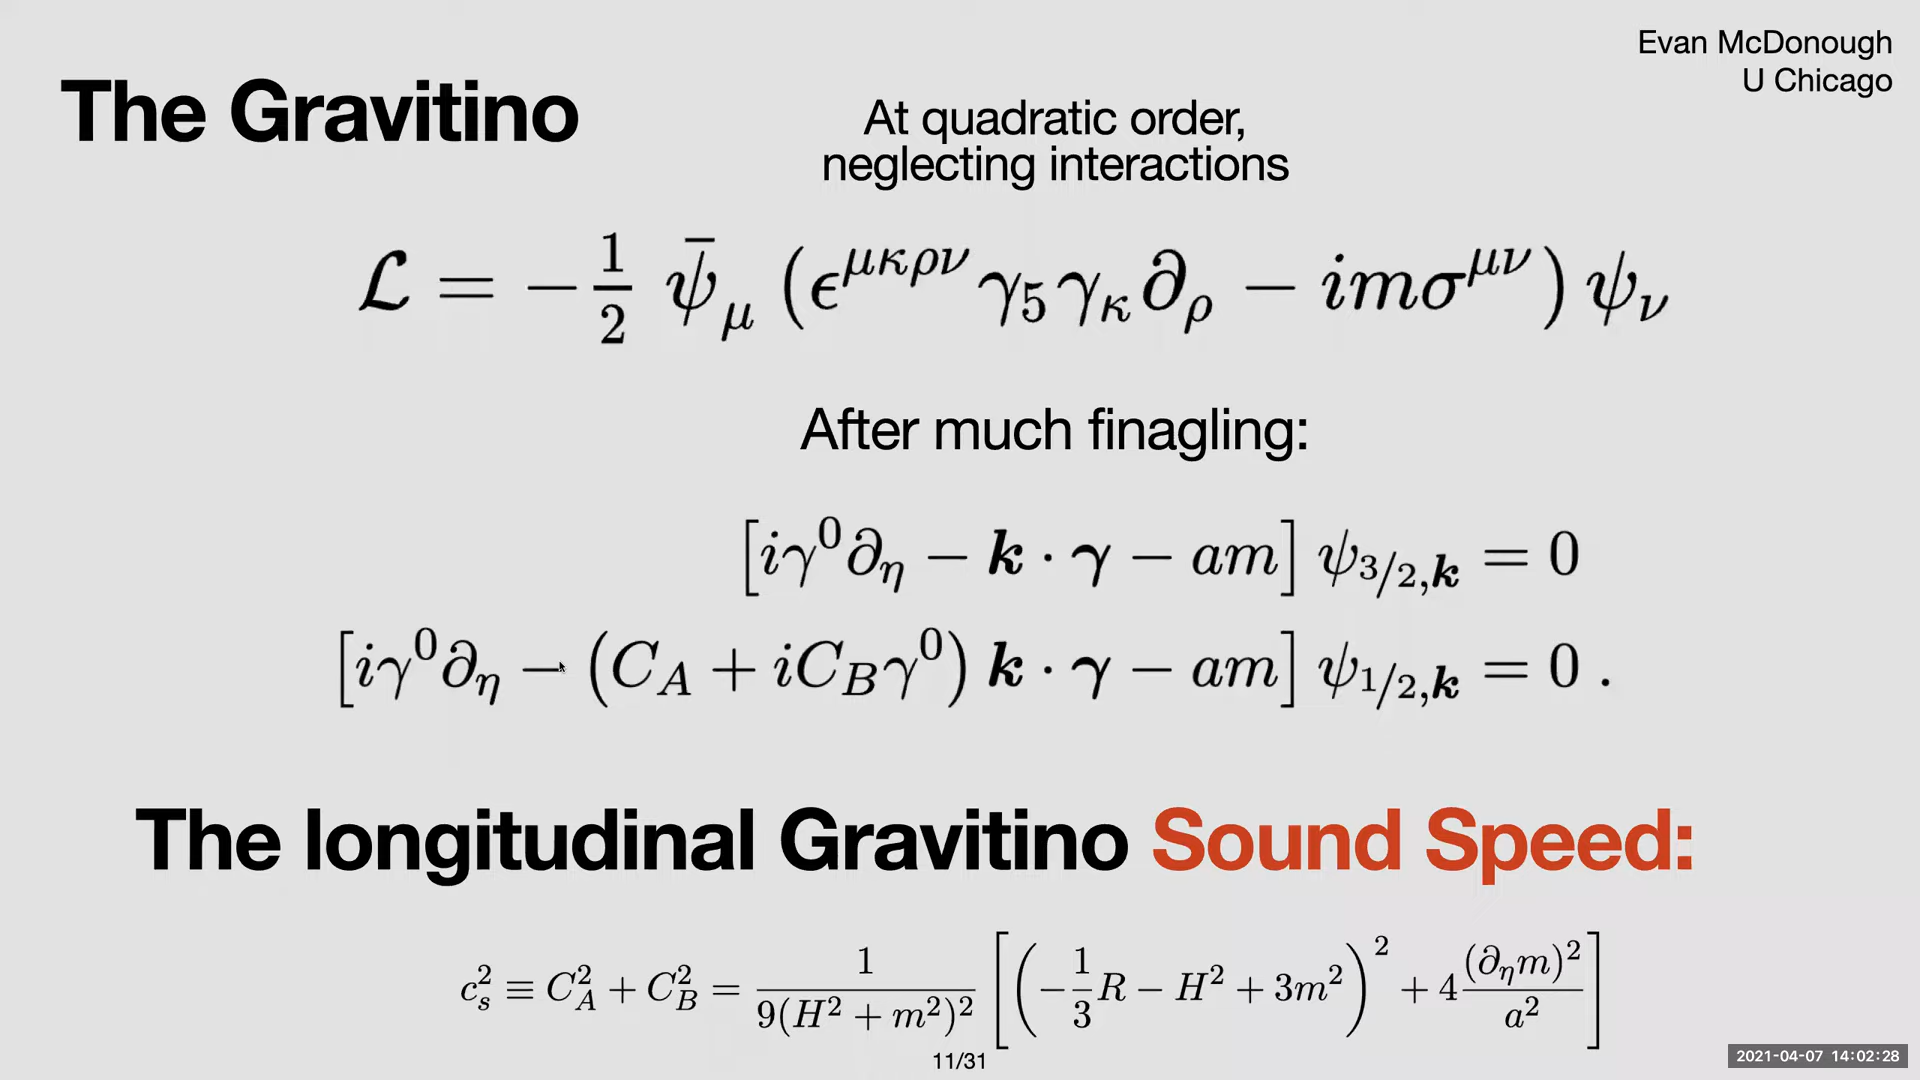 Evan McDonough
U Chicago
The Gravitino
At quadratic order,
neglecting interactions
ℒ = −1/2 ψ̄_μ (ϵ^{μκρν} γ_5 γ_κ ∂_ρ − imσ^{μν}) ψ_ν
After much finagling:
[iγ^0 ∂_η − k · γ − am] ψ_{3/2,k} = 0
[iγ^0 ∂_η − (C_A + iC_B γ^0) k · γ − am] ψ_{1/2,k} = 0 .
The longitudinal Gravitino Sound Speed:
c_s^2 ≡ C_A^2 + C_B^2 = 1/(9(H^2 + m^2)^2) [(−1/3 R − H^2 + 3m^2)^2 + 4 (∂_η m)^2/a^2]
11/31
2021-04-07 14:02:28